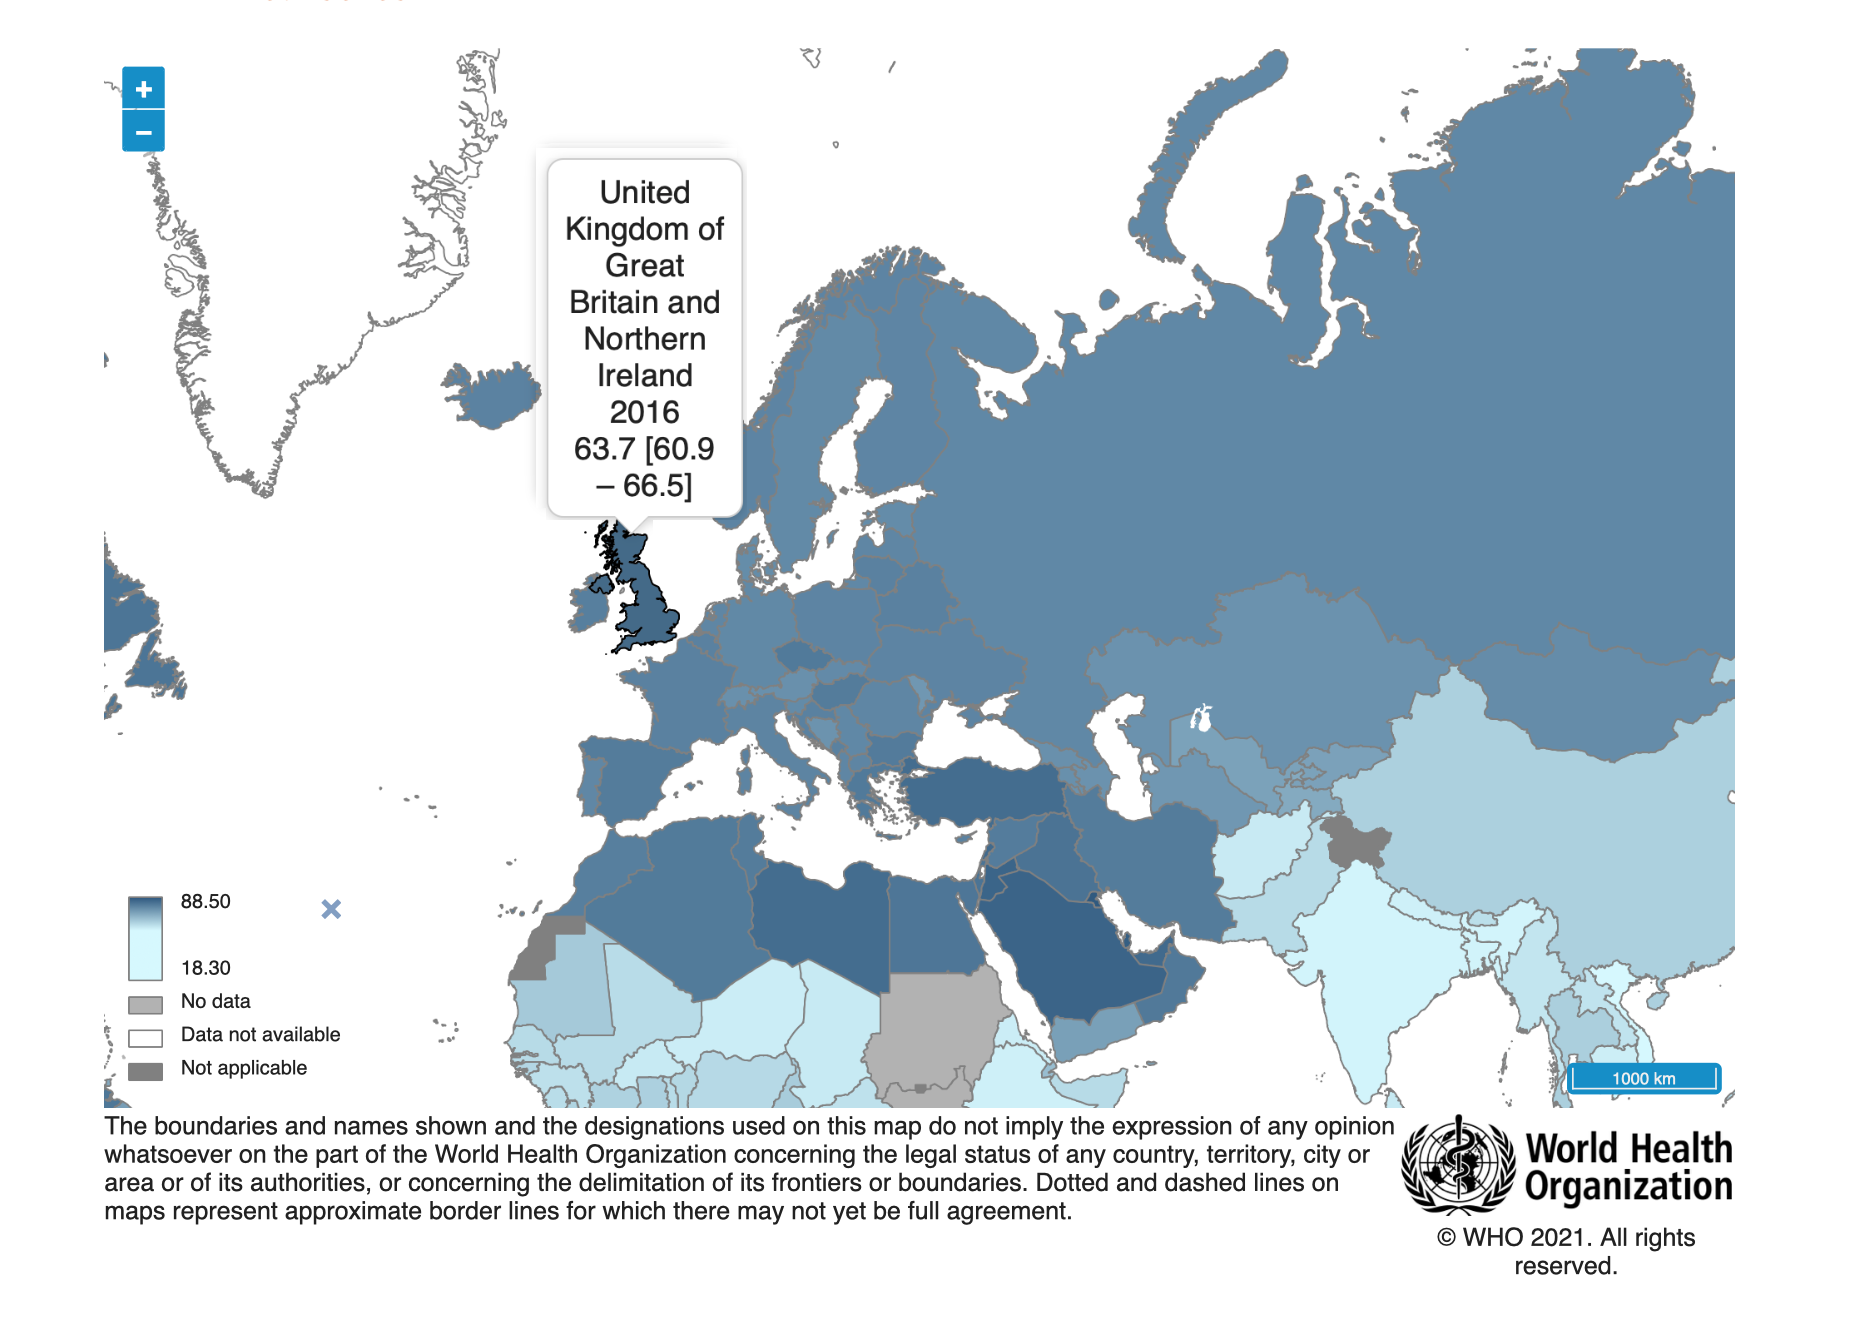 +
−
United
Kingdom of
Great
Britain and
Northern
Ireland
2016
63.7 [60.9
– 66.5]
88.50
18.30
No data
Data not available
Not applicable
1000 km
The boundaries and names shown and the designations used on this map do not imply the expression of any opinion
whatsoever on the part of the World Health Organization concerning the legal status of any country, territory, city or
area or of its authorities, or concerning the delimitation of its frontiers or boundaries. Dotted and dashed lines on
maps represent approximate border lines for which there may not yet be full agreement.
World Health
Organization
© WHO 2021. All rights
reserved.